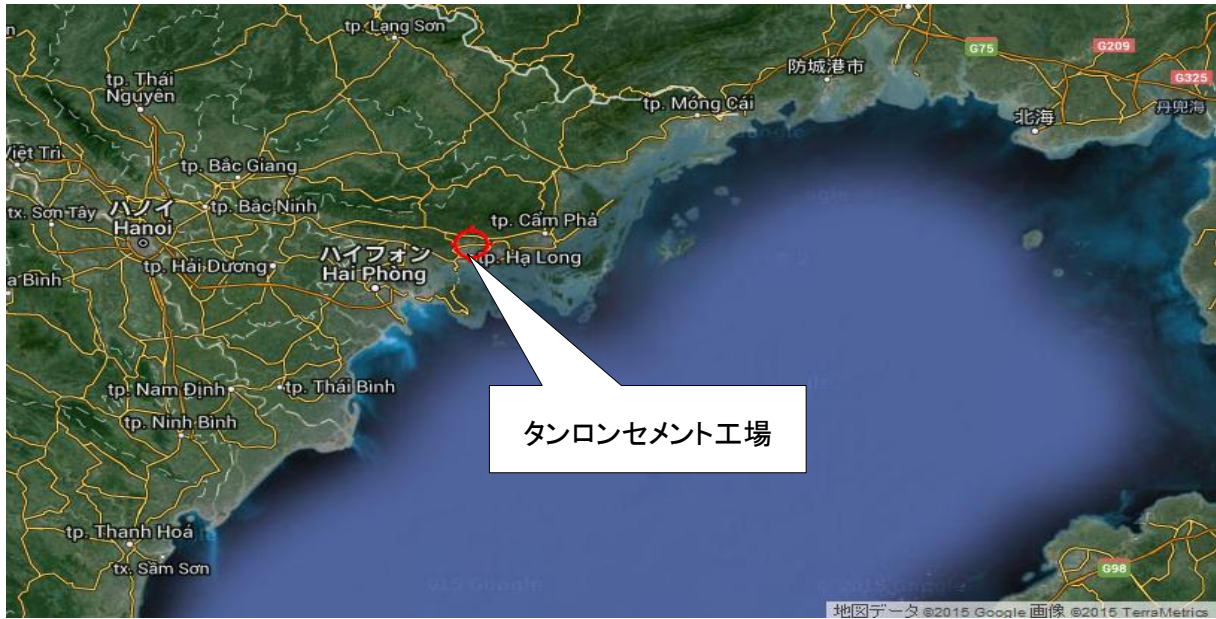 tp. Lạng Sơn
G75
G209
防城港市
G325
tp. Thái
Nguyên
tp. Móng Cái
北海
丹兜海
Việt Trì
tp. Bắc Giang
tx. Sơn Tây
ハノイ
Hanoi
tp. Bắc Ninh
tp. Cẩm Phả
ハイフォン
Hai Phòng
tp. Hạ Long
tp. Hải Dương
a Bình
tp. Nam Định
tp. Thái Bình
タンロンセメント工場
tp. Ninh Bình
tp. Thanh Hoá
tx. Sầm Sơn
G98
地図データ ©2015 Google 画像 ©2015 TerraMetrics